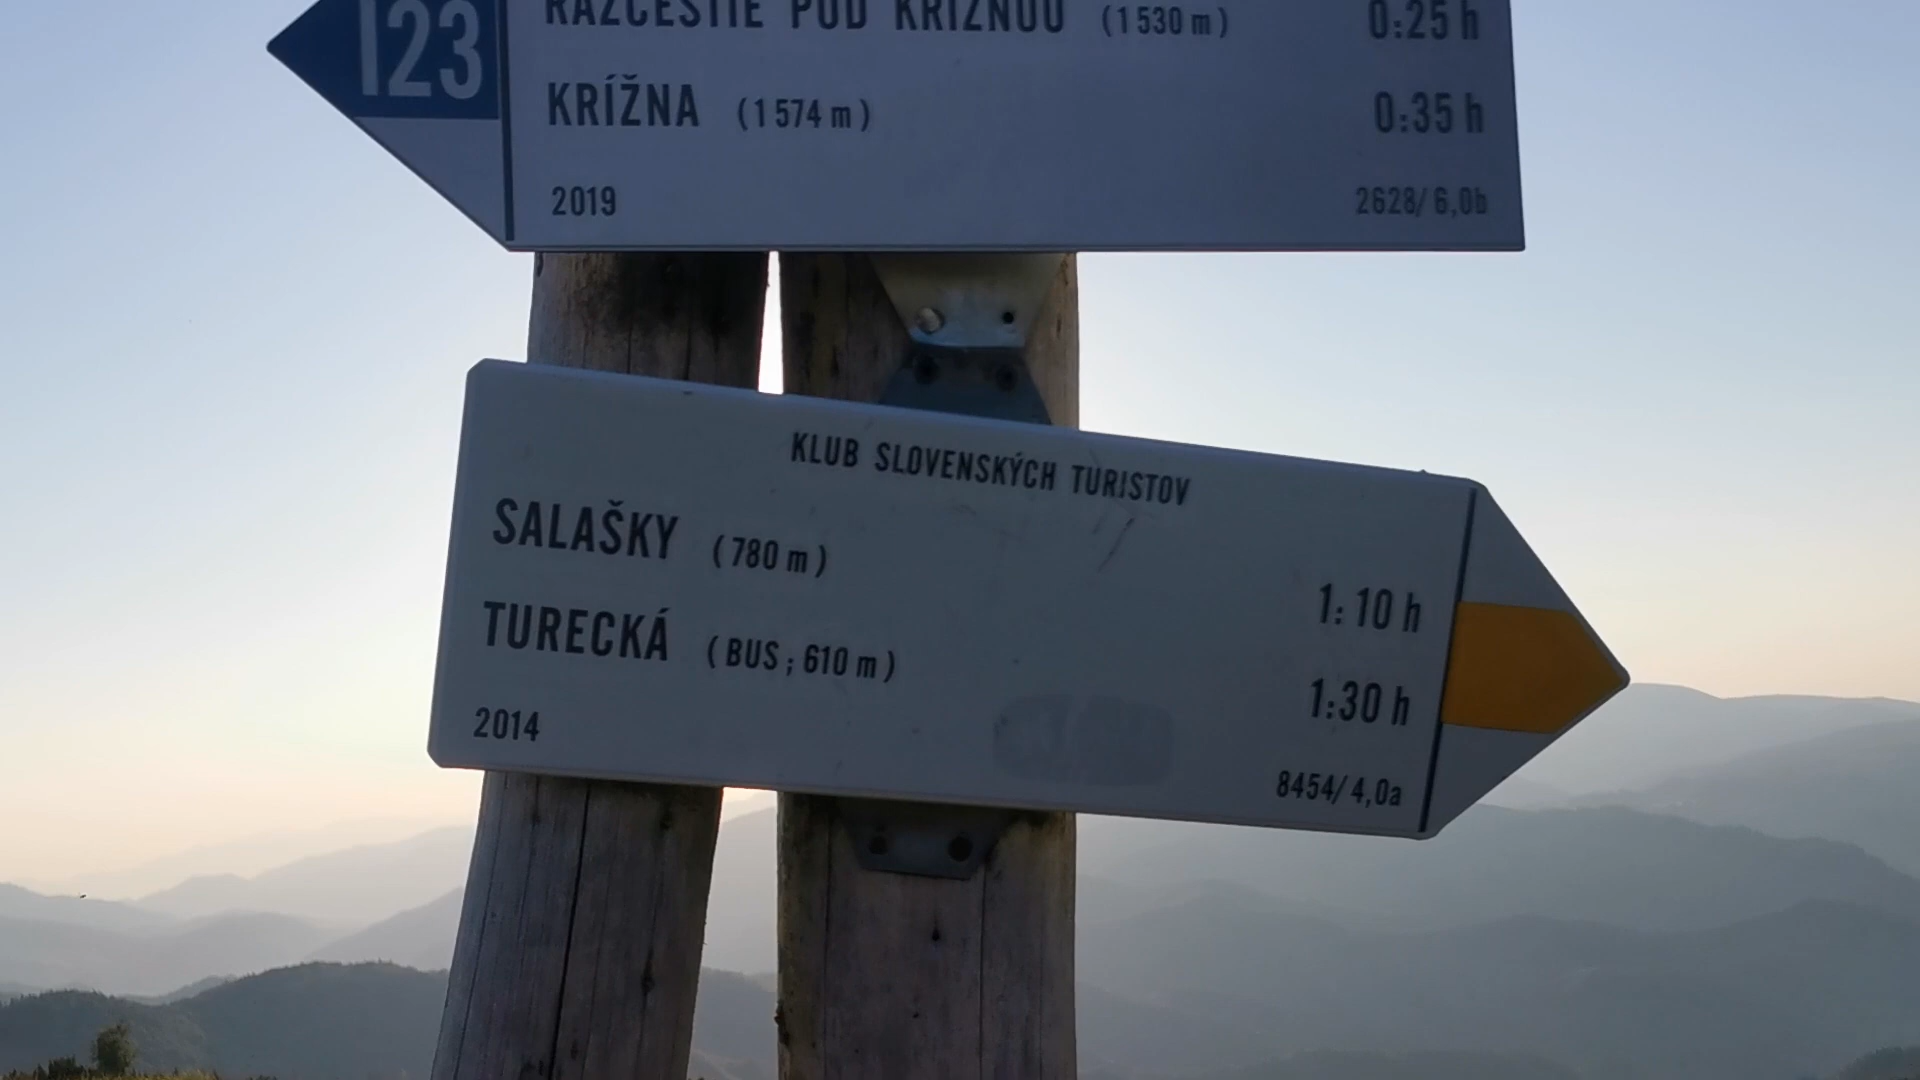 123
RÁZCESTIE POD KRÍŽNOU (1530 m) 0:25 h
KRÍŽNA (1574 m) 0:35 h
2019 2628/6,0b
KLUB SLOVENSKÝCH TURISTOV
SALAŠKY (780 m) 1:10 h
TURECKÁ (BUS; 610 m) 1:30 h
2014 8454/4,0a